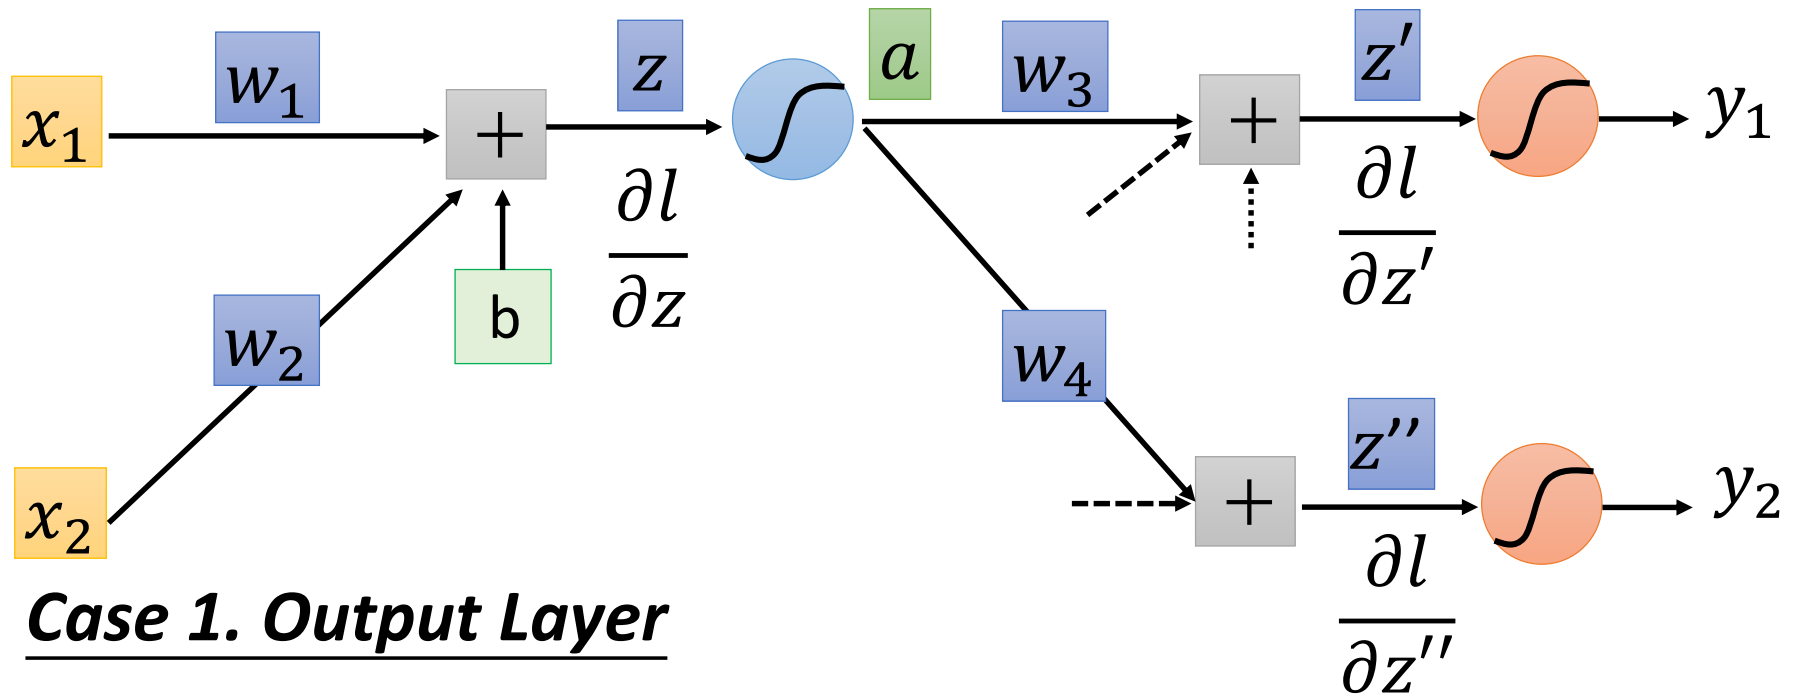 x₁
w₁
+
z
a
w₃
+
z′
y₁
∂l
∂z
∂l
∂z′
w₂
b
w₄
x₂
+
z′′
y₂
∂l
∂z′′
Case 1. Output Layer